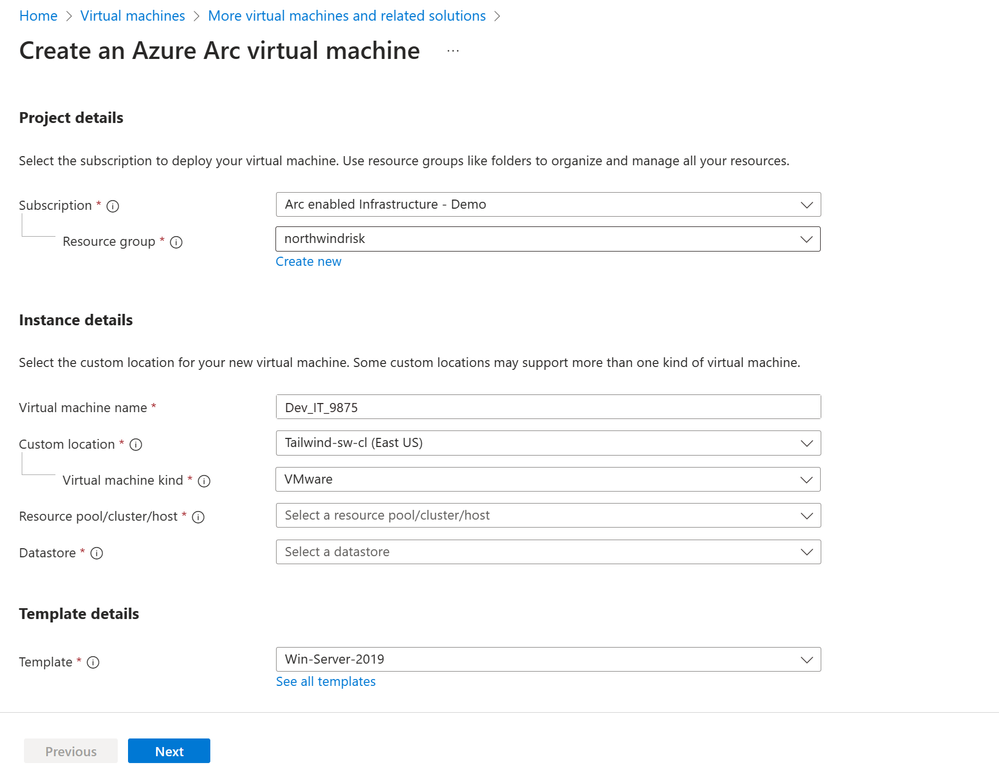 Home > Virtual machines > More virtual machines and related solutions >
Create an Azure Arc virtual machine ...
Project details
Select the subscription to deploy your virtual machine. Use resource groups like folders to organize and manage all your resources.
Subscription * Arc enabled Infrastructure - Demo
Resource group * northwindrisk
Create new
Instance details
Select the custom location for your new virtual machine. Some custom locations may support more than one kind of virtual machine.
Virtual machine name * Dev_IT_9875
Custom location * Tailwind-sw-cl (East US)
Virtual machine kind * VMware
Resource pool/cluster/host * Select a resource pool/cluster/host
Datastore * Select a datastore
Template details
Template * Win-Server-2019
See all templates
Previous Next